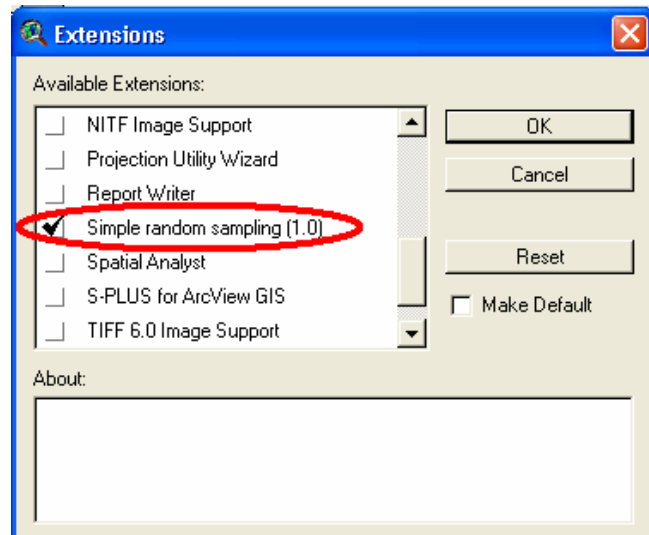 Extensions
Available Extensions:
NITF Image Support
Projection Utility Wizard
Report Writer
Simple random sampling (1.0)
Spatial Analyst
S-PLUS for ArcView GIS
TIFF 6.0 Image Support
OK
Cancel
Reset
Make Default
About: